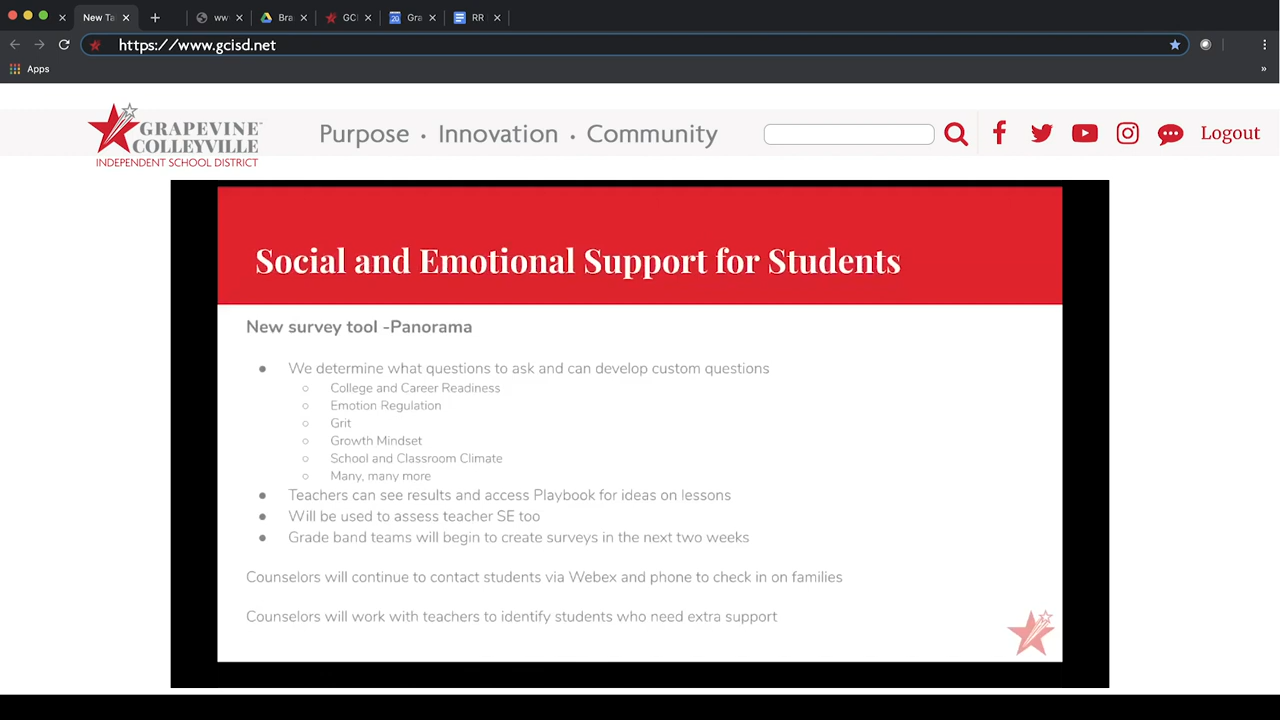 New Ta
ww
Bra
GCI
Gra
RR
https://www.gcisd.net
Apps
GRAPEVINE
COLLEYVILLE
INDEPENDENT SCHOOL DISTRICT
Purpose • Innovation • Community
Logout
Social and Emotional Support for Students
New survey tool -Panorama
● We determine what questions to ask and can develop custom questions
○ College and Career Readiness
○ Emotion Regulation
○ Grit
○ Growth Mindset
○ School and Classroom Climate
○ Many, many more
● Teachers can see results and access Playbook for ideas on lessons
● Will be used to assess teacher SE too
● Grade band teams will begin to create surveys in the next two weeks
Counselors will continue to contact students via Webex and phone to check in on families
Counselors will work with teachers to identify students who need extra support